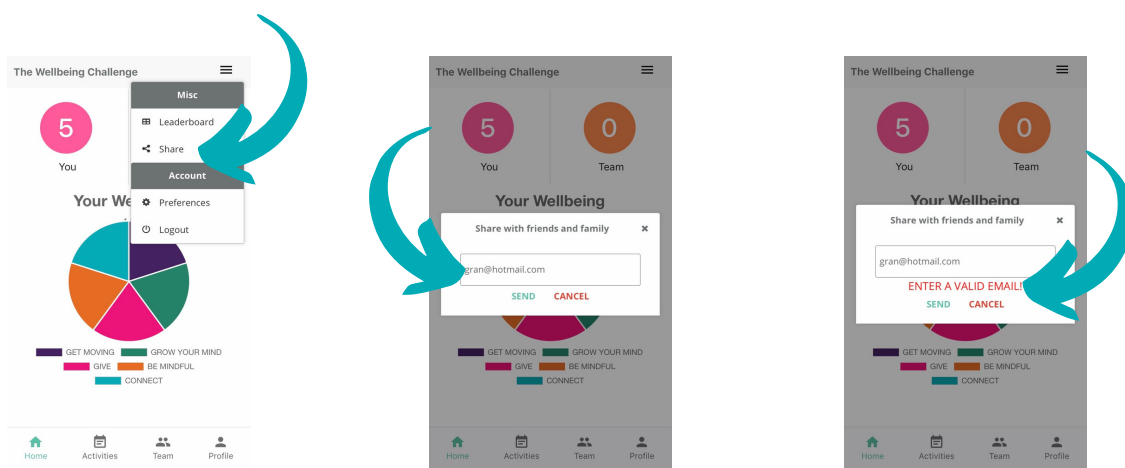 The Wellbeing Challenge
Misc
Leaderboard
Share
Account
Preferences
Logout
5
You
Your We
GET MOVING GROW YOUR MIND
GIVE BE MINDFUL
CONNECT
Home Activities Team Profile
The Wellbeing Challenge
5 0
You Team
Your Wellbeing
Share with friends and family
gran@hotmail.com
SEND CANCEL
GET MOVING GROW YOUR MIND
GIVE BE MINDFUL
CONNECT
Home Activities Team Profile
The Wellbeing Challenge
5 0
You Team
Your Wellbeing
Share with friends and family
gran@hotmail.com
ENTER A VALID EMAIL!
SEND CANCEL
GET MOVING GROW YOUR MIND
GIVE BE MINDFUL
CONNECT
Home Activities Team Profile